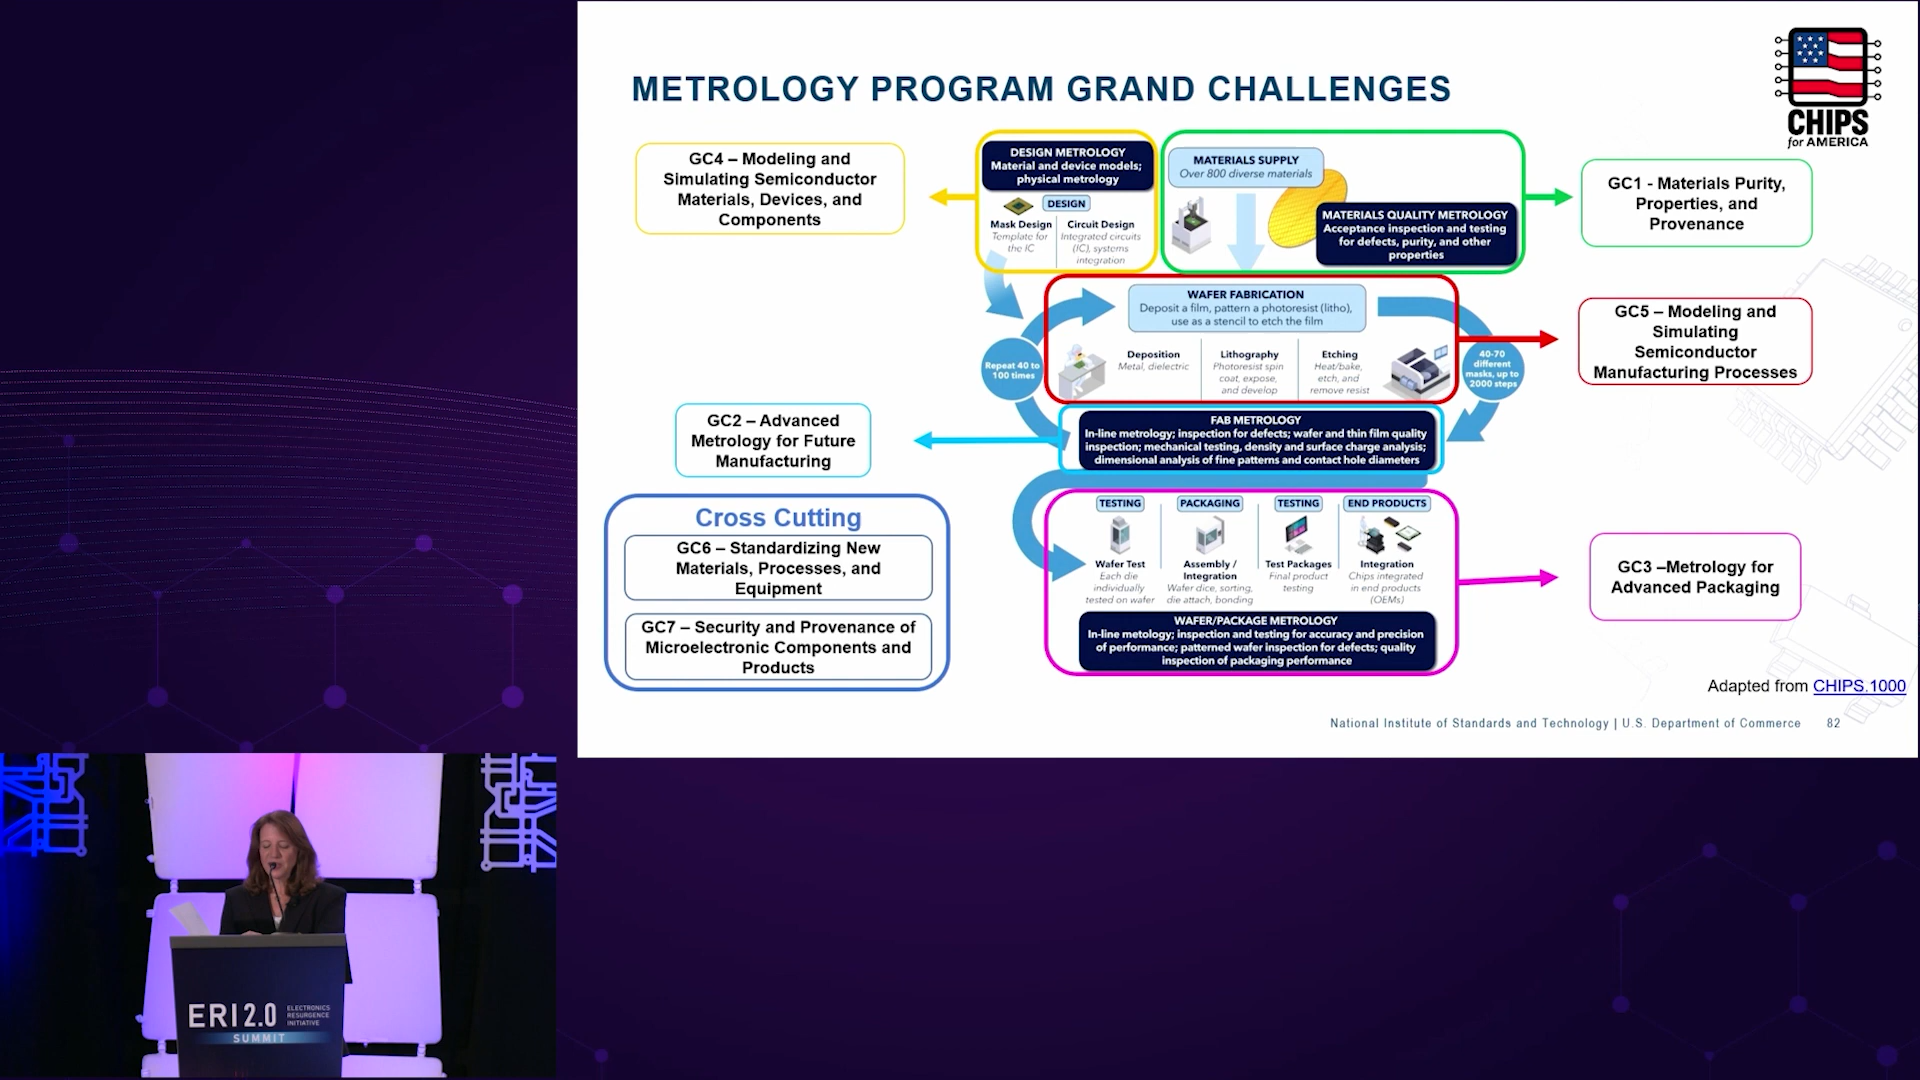 METROLOGY PROGRAM GRAND CHALLENGES
CHIPS
for AMERICA
GC4 – Modeling and
Simulating Semiconductor
Materials, Devices, and
Components
DESIGN METROLOGY
Material and device models;
physical metrology
DESIGN
Mask Design
Template for
the IC
Circuit Design
Integrated circuits
(IC), systems
integration
MATERIALS SUPPLY
Over 800 diverse materials
MATERIALS QUALITY METROLOGY
Acceptance inspection and testing
for defects, purity, and other
properties
GC1 - Materials Purity,
Properties, and
Provenance
WAFER FABRICATION
Deposit a film, pattern a photoresist (litho),
use as a stencil to etch the film
Repeat 40 to
100 times
Deposition
Metal, dielectric
Lithography
Photoresist spin
coat, expose,
and develop
Etching
Heat/bake,
etch, and
remove resist
40-70
different
masks, up to
2000 steps
GC5 – Modeling and
Simulating
Semiconductor
Manufacturing Processes
GC2 – Advanced
Metrology for Future
Manufacturing
FAB METROLOGY
In-line metrology; inspection for defects; wafer and thin film quality
inspection; mechanical testing, density and surface charge analysis;
dimensional analysis of fine patterns and contact hole diameters
Cross Cutting
GC6 – Standardizing New
Materials, Processes, and
Equipment
GC7 – Security and Provenance of
Microelectronic Components and
Products
TESTING
Wafer Test
Each die
individually
tested on wafer
PACKAGING
Assembly /
Integration
Wafer dice, sorting,
die attach, bonding
TESTING
Test Packages
Final product
testing
END PRODUCTS
Integration
Chips integrated
in end products
(OEMs)
WAFER/PACKAGE METROLOGY
In-line metology; inspection and testing for accuracy and precision
of performance; patterned wafer inspection for defects; quality
inspection of packaging performance
GC3 –Metrology for
Advanced Packaging
Adapted from CHIPS.1000
National Institute of Standards and Technology | U.S. Department of Commerce 82
ERI 2.0
ELECTRONICS
RESURGENCE
INITIATIVE
SUMMIT